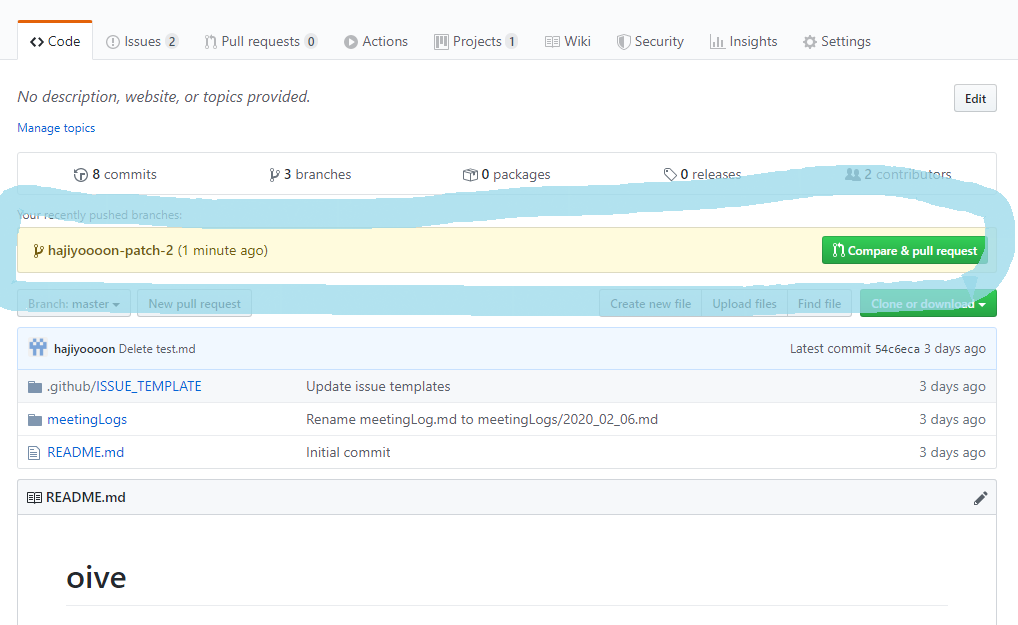 Code Issues 2 Pull requests 0 Actions Projects 1 Wiki Security Insights Settings
No description, website, or topics provided. Edit
Manage topics
8 commits 3 branches 0 packages 0 releases 2 contributors
Your recently pushed branches:
hajiyoooon-patch-2 (1 minute ago) Compare & pull request
Branch: master New pull request Create new file Upload files Find file Clone or download
hajiyoooon Delete test.md Latest commit 54c6eca 3 days ago
.github/ISSUE_TEMPLATE Update issue templates 3 days ago
meetingLogs Rename meetingLog.md to meetingLogs/2020_02_06.md 3 days ago
README.md Initial commit 3 days ago
README.md
oive